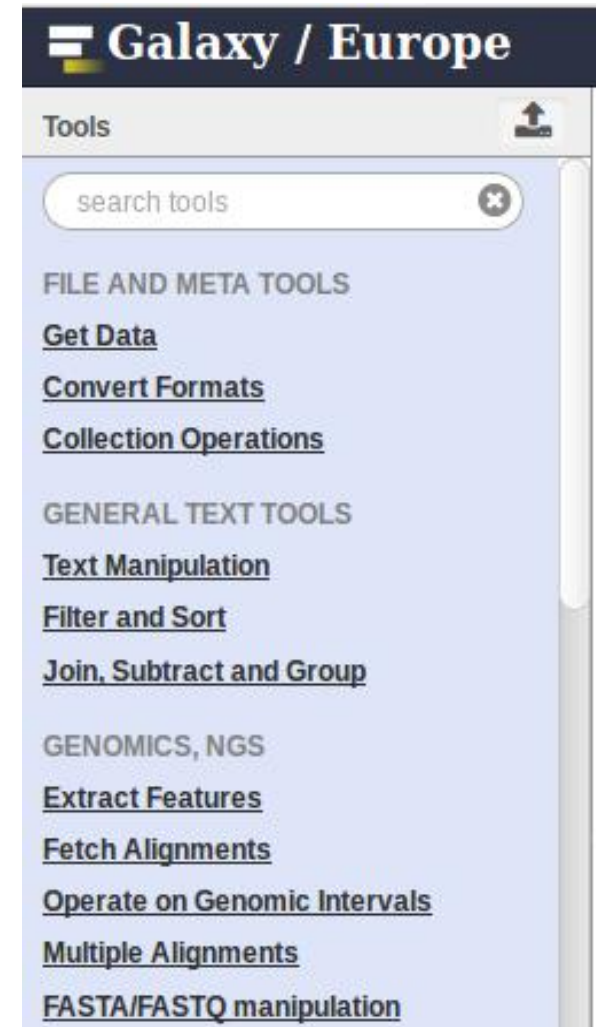 Galaxy / Europe
Tools
search tools
FILE AND META TOOLS
Get Data
Convert Formats
Collection Operations
GENERAL TEXT TOOLS
Text Manipulation
Filter and Sort
Join, Subtract and Group
GENOMICS, NGS
Extract Features
Fetch Alignments
Operate on Genomic Intervals
Multiple Alignments
FASTA/FASTQ manipulation